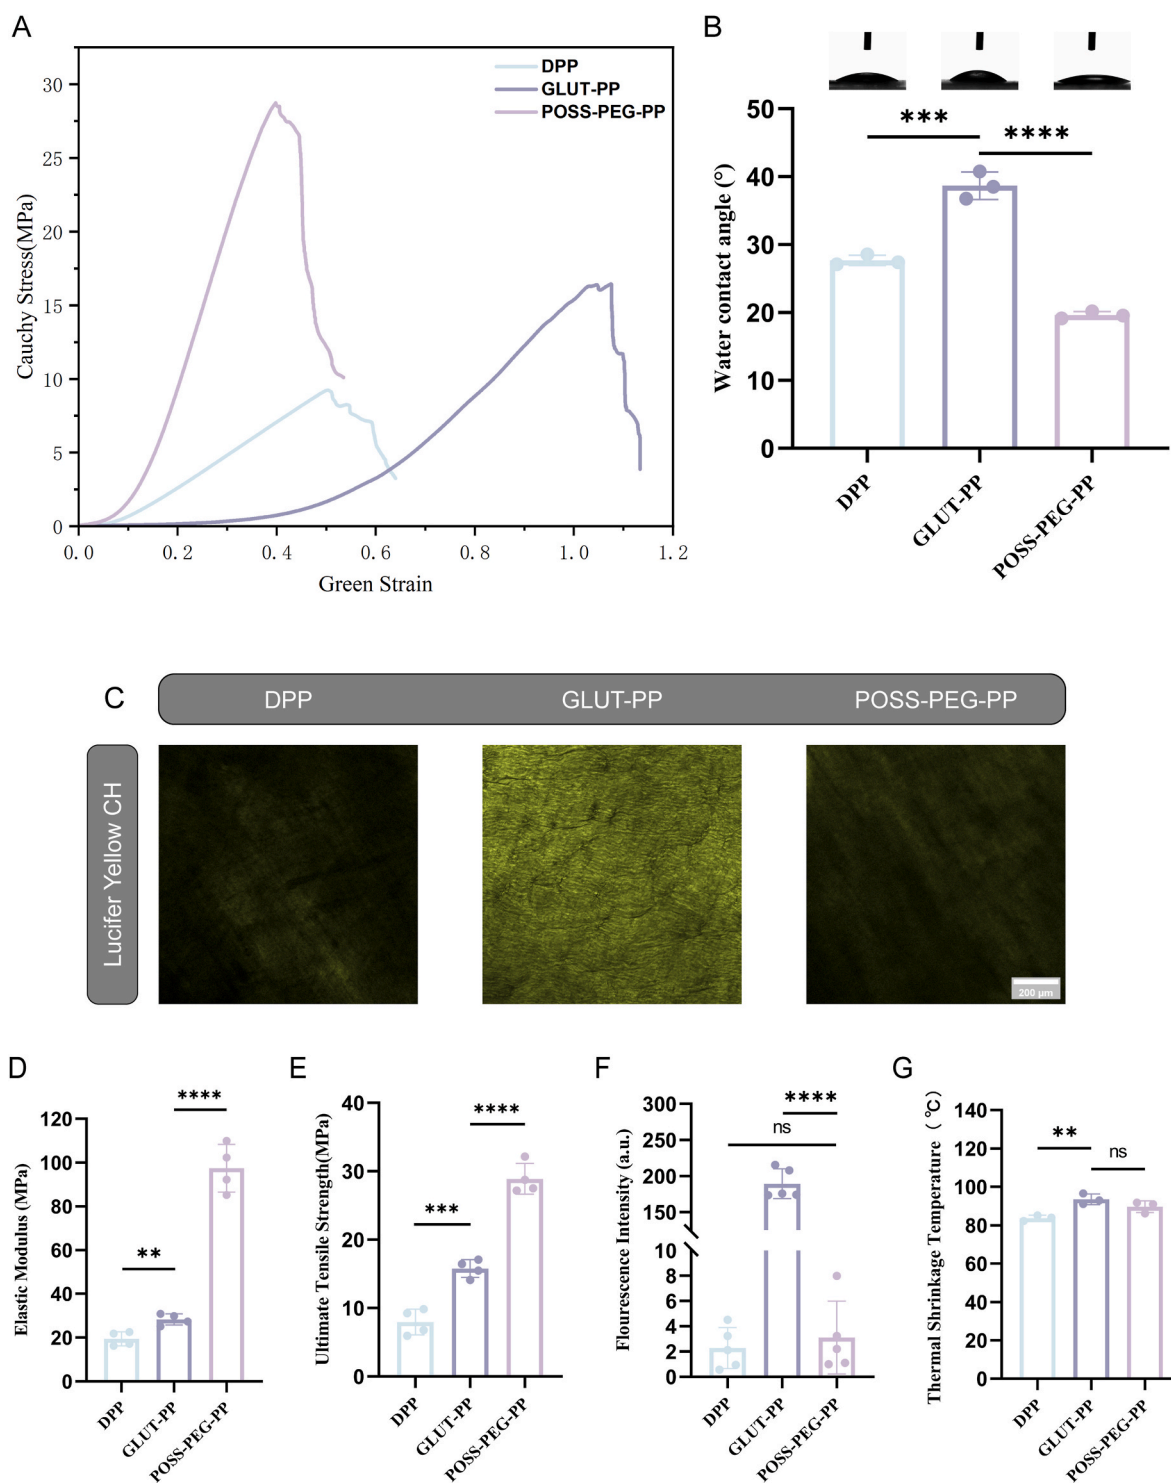 A
Cauchy Stress(MPa)
30
25
20
15
10
5
0
0.0 0.2 0.4 0.6 0.8 1.0 1.2
Green Strain
DPP
GLUT-PP
POSS-PEG-PP
B
Water contact angle (°)
50
40
30
20
10
0
*** ****
DPP GLUT-PP POSS-PEG-PP
C
DPP GLUT-PP POSS-PEG-PP
Lucifer Yellow CH
200 μm
D
Elastic Modulus (MPa)
120
100
80
60
40
20
0
****
**
DPP GLUT-PP POSS-PEG-PP
E
Ultimate Tensile Strength(MPa)
40
30
20
10
0
****
***
DPP GLUT-PP POSS-PEG-PP
F
Flourescence Intensity (a.u.)
300
250
200
150
10
8
6
4
2
0
****
ns
DPP GLUT-PP POSS-PEG-PP
G
Thermal Shrinkage Temperature（℃）
140
120
100
80
60
40
20
0
**
ns
DPP GLUT-PP POSS-PEG-PP